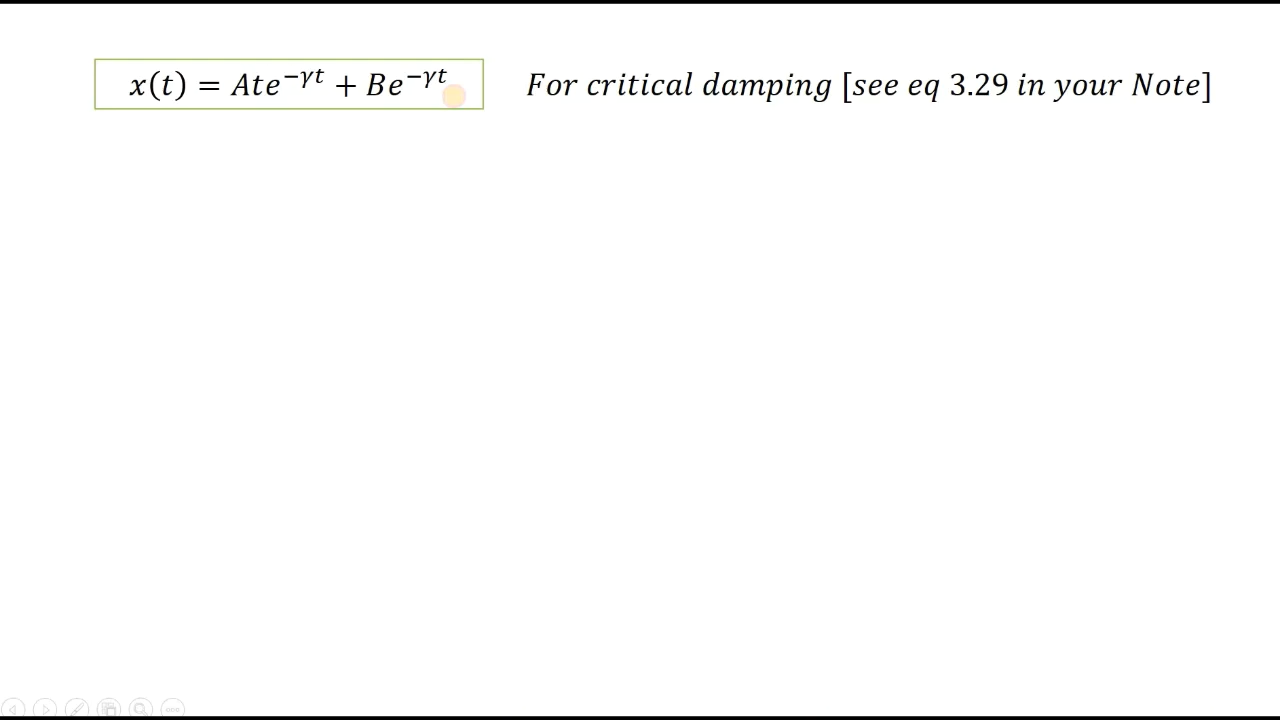 x(t) = Ate^{−γt} + Be^{−γt} For critical damping [see eq 3.29 in your Note]